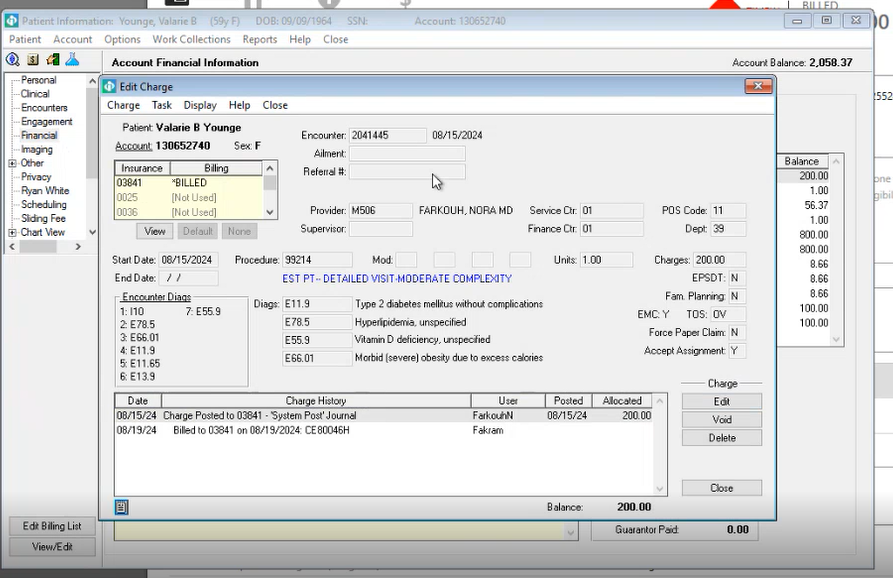 BILLED
Patient Information: Younge, Valarie B (59y F) DOB: 09/09/1964 SSN: Account: 130652740
Patient Account Options Work Collections Reports Help Close
Account Financial Information
Account Balance: 2,058.37
Personal
Clinical
Encounters
Engagement
Financial
Imaging
Other
Privacy
Ryan White
Scheduling
Sliding Fee
Chart View
Edit Billing List
View/Edit
Edit Charge
Charge Task Display Help Close
Patient: Valarie B Younge
Account: 130652740 Sex: F
Insurance Billing
03841 *BILLED
0025 [Not Used]
0036 [Not Used]
View Default None
Encounter: 2041445 08/15/2024
Ailment:
Referral #:
Provider: M506 FARKOUH, NORA MD Service Ctr: 01 POS Code: 11
Supervisor: Finance Ctr: 01 Dept: 39
Start Date: 08/15/2024 Procedure: 99214 Mod: Units: 1.00 Charges: 200.00
End Date: / / EST PT-- DETAILED VISIT-MODERATE COMPLEXITY EPSDT: N
Fam. Planning: N
EMC: Y TOS: OV
Force Paper Claim: N
Accept Assignment: Y
Encounter Diags
1: I10 7: E55.9
2: E78.5
3: E66.01
4: E11.9
5: E11.65
6: E13.9
Diags: E11.9 Type 2 diabetes mellitus without complications
E78.5 Hyperlipidemia, unspecified
E55.9 Vitamin D deficiency, unspecified
E66.01 Morbid (severe) obesity due to excess calories
Date Charge History User Posted Allocated
08/15/24 Charge Posted to 03841 - 'System Post' Journal FarkouhN 08/15/24 200.00
08/19/24 Billed to 03841 on 08/19/2024: CE80046H Fakram
Charge
Edit
Void
Delete
Close
Balance: 200.00
Balance
200.00
1.00
56.37
1.00
800.00
800.00
8.66
8.66
8.66
100.00
100.00
Guarantor Paid: 0.00